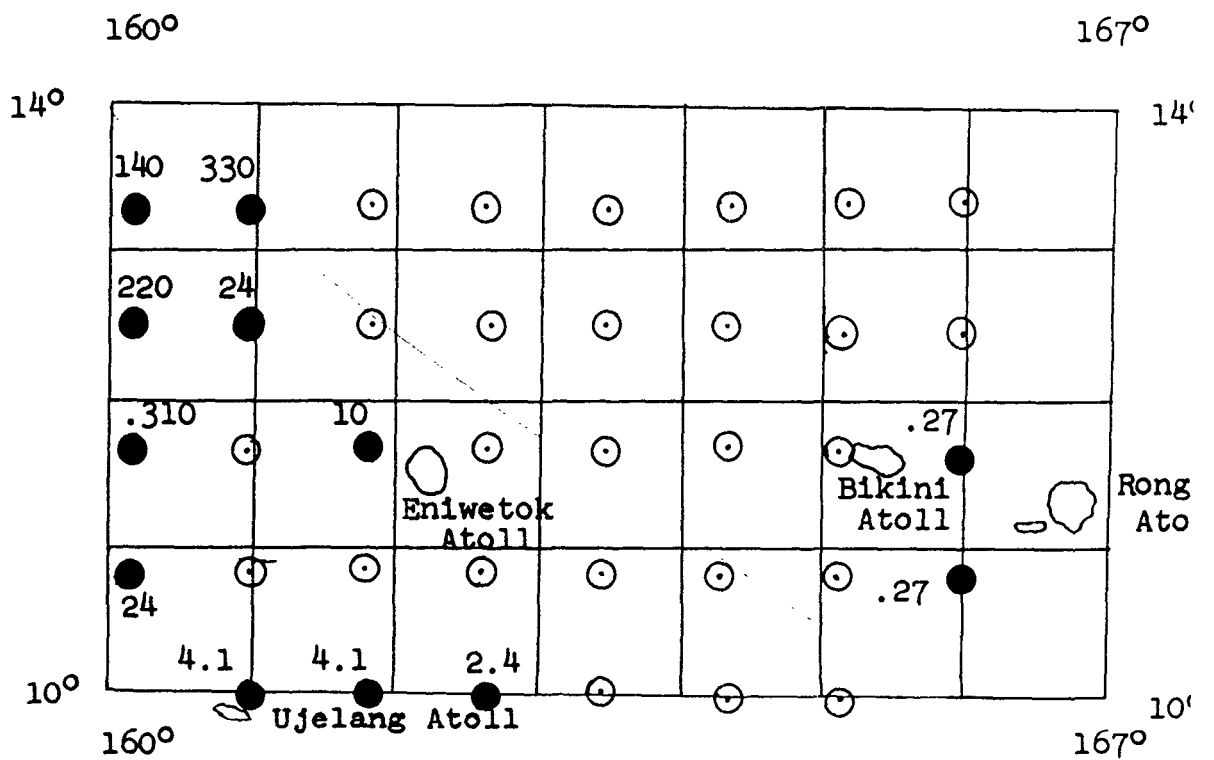 160° 167°
14° 14
140 330
220 24
.310 10 .27
Eniwetok
Atoll
Bikini
Atoll
Rong
Ato
24 .27
4.1 4.1 2.4
10° 10
Ujelang Atoll
160° 167°